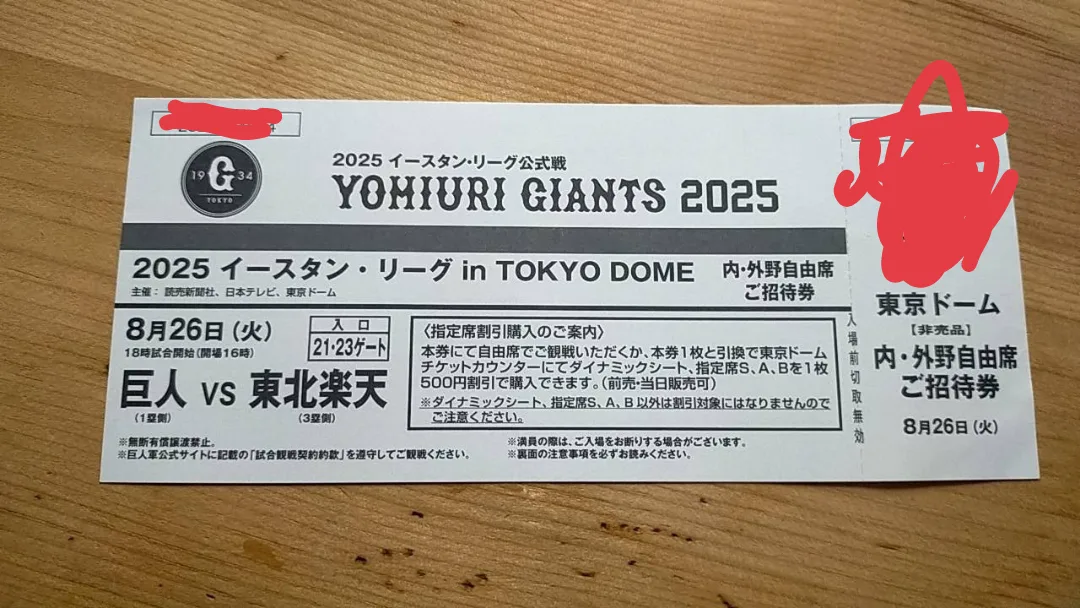 19 G 34
TOKYO
2025 イースタン・リーグ公式戦
YOMIURI GIANTS 2025
2025 イースタン・リーグ in TOKYO DOME
内・外野自由席
ご招待券
主催：読売新聞社、日本テレビ、東京ドーム
8月26日（火）
18時試合開始（開場16時）
入口
21・23ゲート
巨人 VS 東北楽天
（1塁側）
（3塁側）
〈指定席割引購入のご案内〉
本券にて自由席でご観戦いただくか、本券1枚と引換で東京ドーム
チケットカウンターにてダイナミックシート、指定席S、A、Bを1枚
500円割引で購入できます。（前売・当日販売可）
※ダイナミックシート、指定席S、A、B以外は割引対象にはなりませんので
ご注意ください。
※無断有償譲渡禁止。
※巨人軍公式サイトに記載の「試合観戦契約約款」を遵守してご観戦ください。
※満員の際は、ご入場をお断りする場合がございます。
※裏面の注意事項を必ずお読みください。
入場前切取無効
東京ドーム
【非売品】
内・外野自由席
ご招待券
8月26日（火）